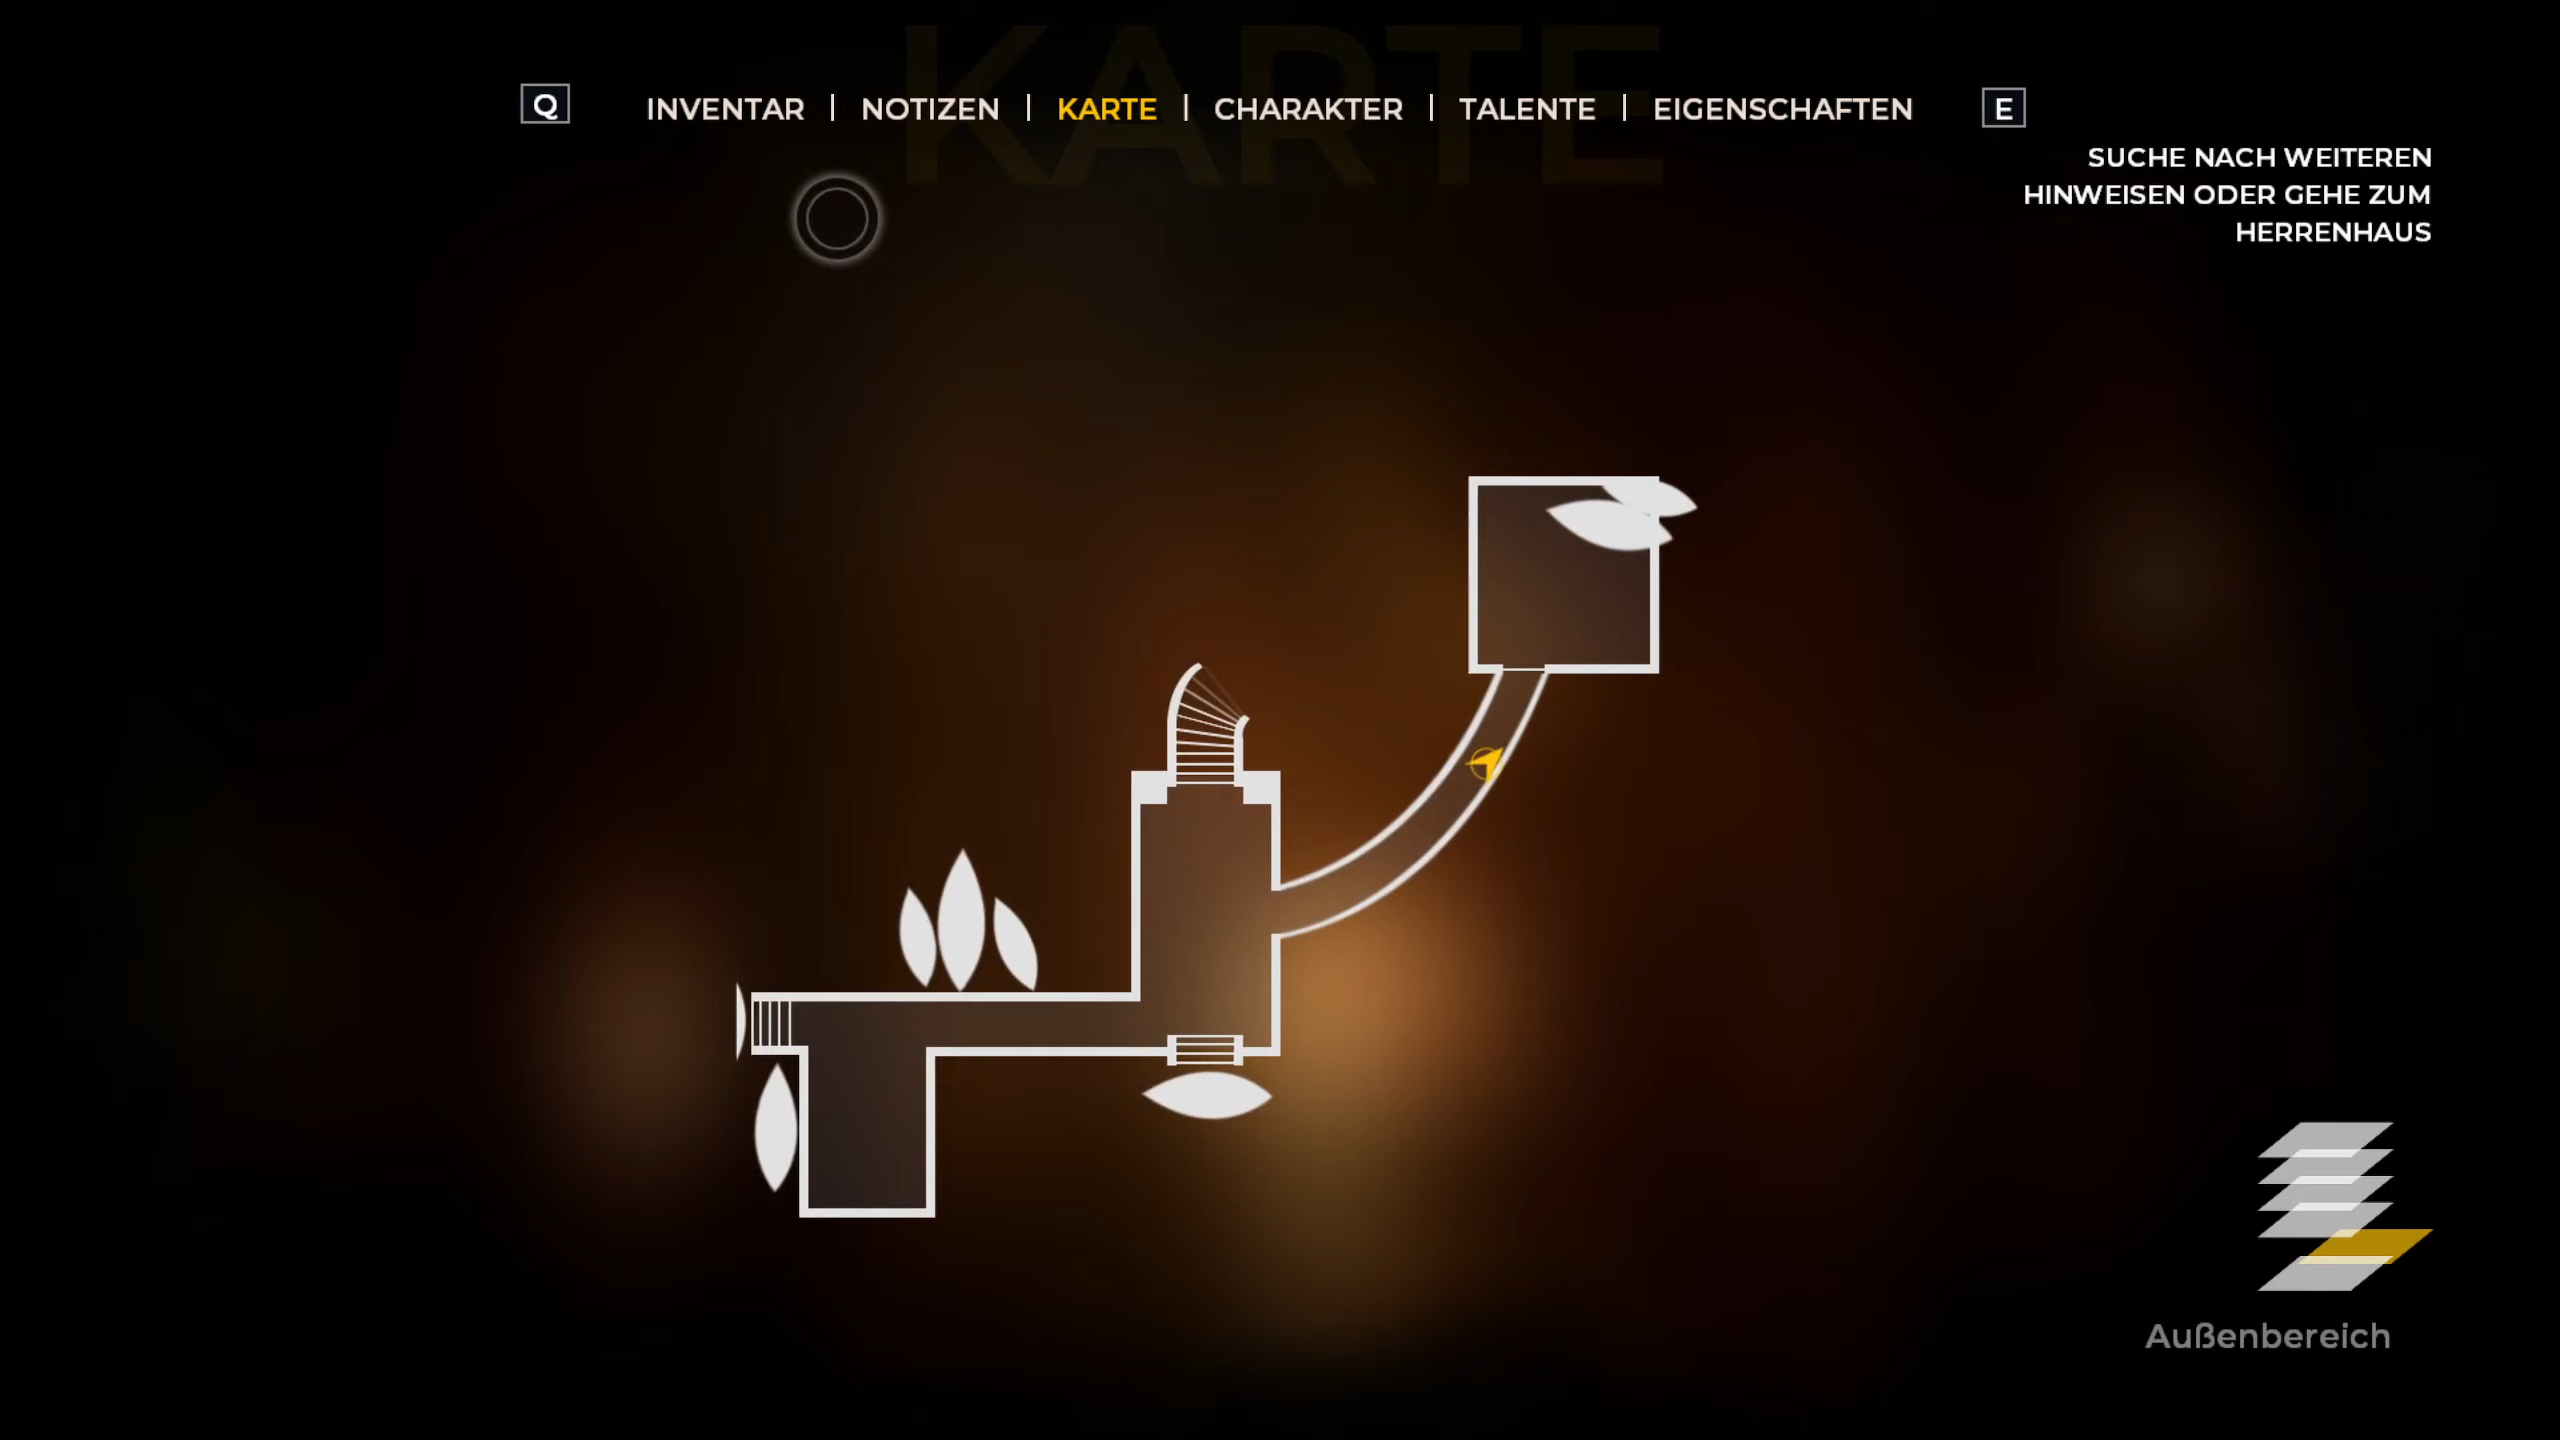 KARTE
Q INVENTAR | NOTIZEN | KARTE | CHARAKTER | TALENTE | EIGENSCHAFTEN E
SUCHE NACH WEITEREN
HINWEISEN ODER GEHE ZUM
HERRENHAUS
Außenbereich